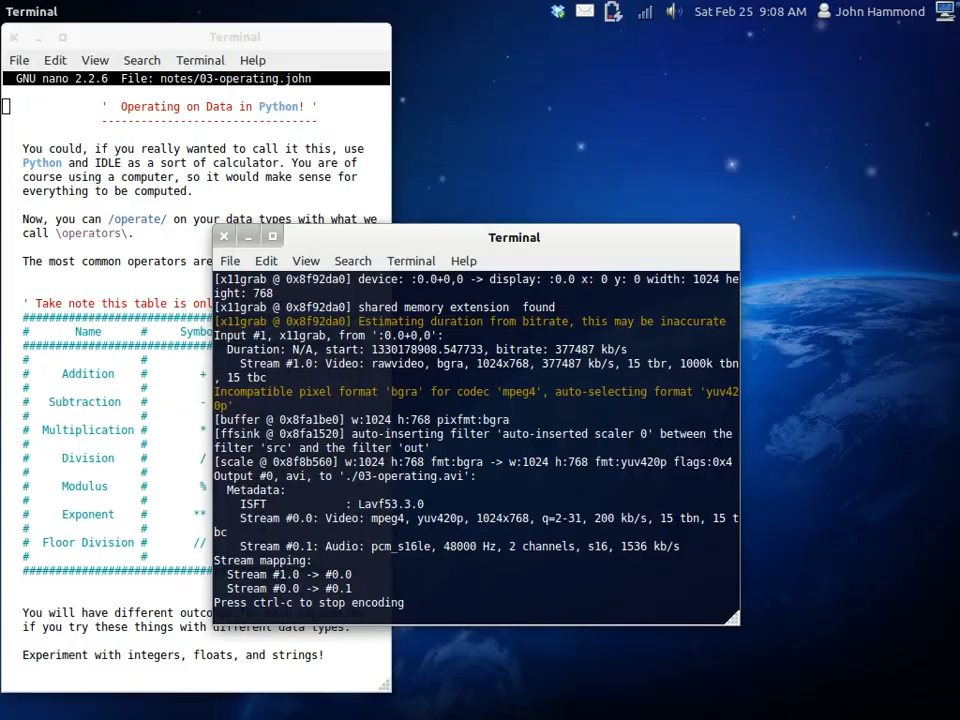 Terminal
Sat Feb 25 9:08 AM
John Hammond
Terminal
File Edit View Search Terminal Help
GNU nano 2.2.6 File: notes/03-operating.john
' Operating on Data in Python! '
---------------------------------
You could, if you really wanted to call it this, use
Python and IDLE as a sort of calculator. You are of
course using a computer, so it would make sense for
everything to be computed.
Now, you can /operate/ on your data types with what we
call \operators\.
The most common operators are
' Take note this table is onl
#############################
# Name # Symbo
#############################
# #
# Addition # +
# #
# Subtraction # -
# #
# Multiplication # *
# #
# Division # /
# #
# Modulus # %
# #
# Exponent # **
# #
# Floor Division # //
# #
#############################
You will have different outco
if you try these things with different data types.
Experiment with integers, floats, and strings!
Terminal
File Edit View Search Terminal Help
[x11grab @ 0x8f92da0] device: :0.0+0,0 -> display: :0.0 x: 0 y: 0 width: 1024 he
ight: 768
[x11grab @ 0x8f92da0] shared memory extension  found
[x11grab @ 0x8f92da0] Estimating duration from bitrate, this may be inaccurate
Input #1, x11grab, from ':0.0+0,0':
Duration: N/A, start: 1330178908.547733, bitrate: 377487 kb/s
Stream #1.0: Video: rawvideo, bgra, 1024x768, 377487 kb/s, 15 tbr, 1000k tbn
, 15 tbc
Incompatible pixel format 'bgra' for codec 'mpeg4', auto-selecting format 'yuv42
0p'
[buffer @ 0x8fa1be0] w:1024 h:768 pixfmt:bgra
[ffsink @ 0x8fa1520] auto-inserting filter 'auto-inserted scaler 0' between the
filter 'src' and the filter 'out'
[scale @ 0x8f8b560] w:1024 h:768 fmt:bgra -> w:1024 h:768 fmt:yuv420p flags:0x4
Output #0, avi, to './03-operating.avi':
Metadata:
ISFT : Lavf53.3.0
Stream #0.0: Video: mpeg4, yuv420p, 1024x768, q=2-31, 200 kb/s, 15 tbn, 15 t
bc
Stream #0.1: Audio: pcm_s16le, 48000 Hz, 2 channels, s16, 1536 kb/s
Stream mapping:
Stream #1.0 -> #0.0
Stream #0.0 -> #0.1
Press ctrl-c to stop encoding